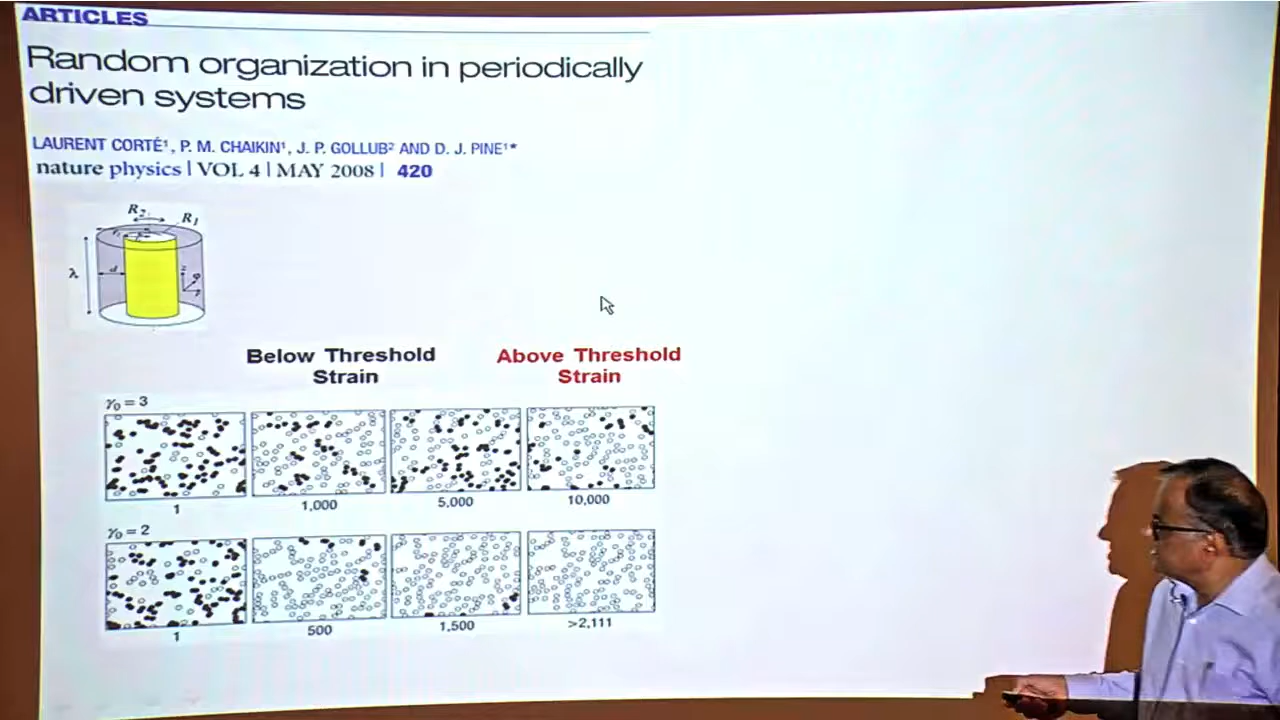 ARTICLES
Random organization in periodically
driven systems
LAURENT CORTÉ¹, P. M. CHAIKIN¹, J. P. GOLLUB² AND D. J. PINE¹*
nature physics | VOL 4 | MAY 2008 | 420
R₂
R₁
λ
d
Below Threshold
Strain
Above Threshold
Strain
γ₀ = 3
1
1,000
5,000
10,000
γ₀ = 2
1
500
1,500
>2,111